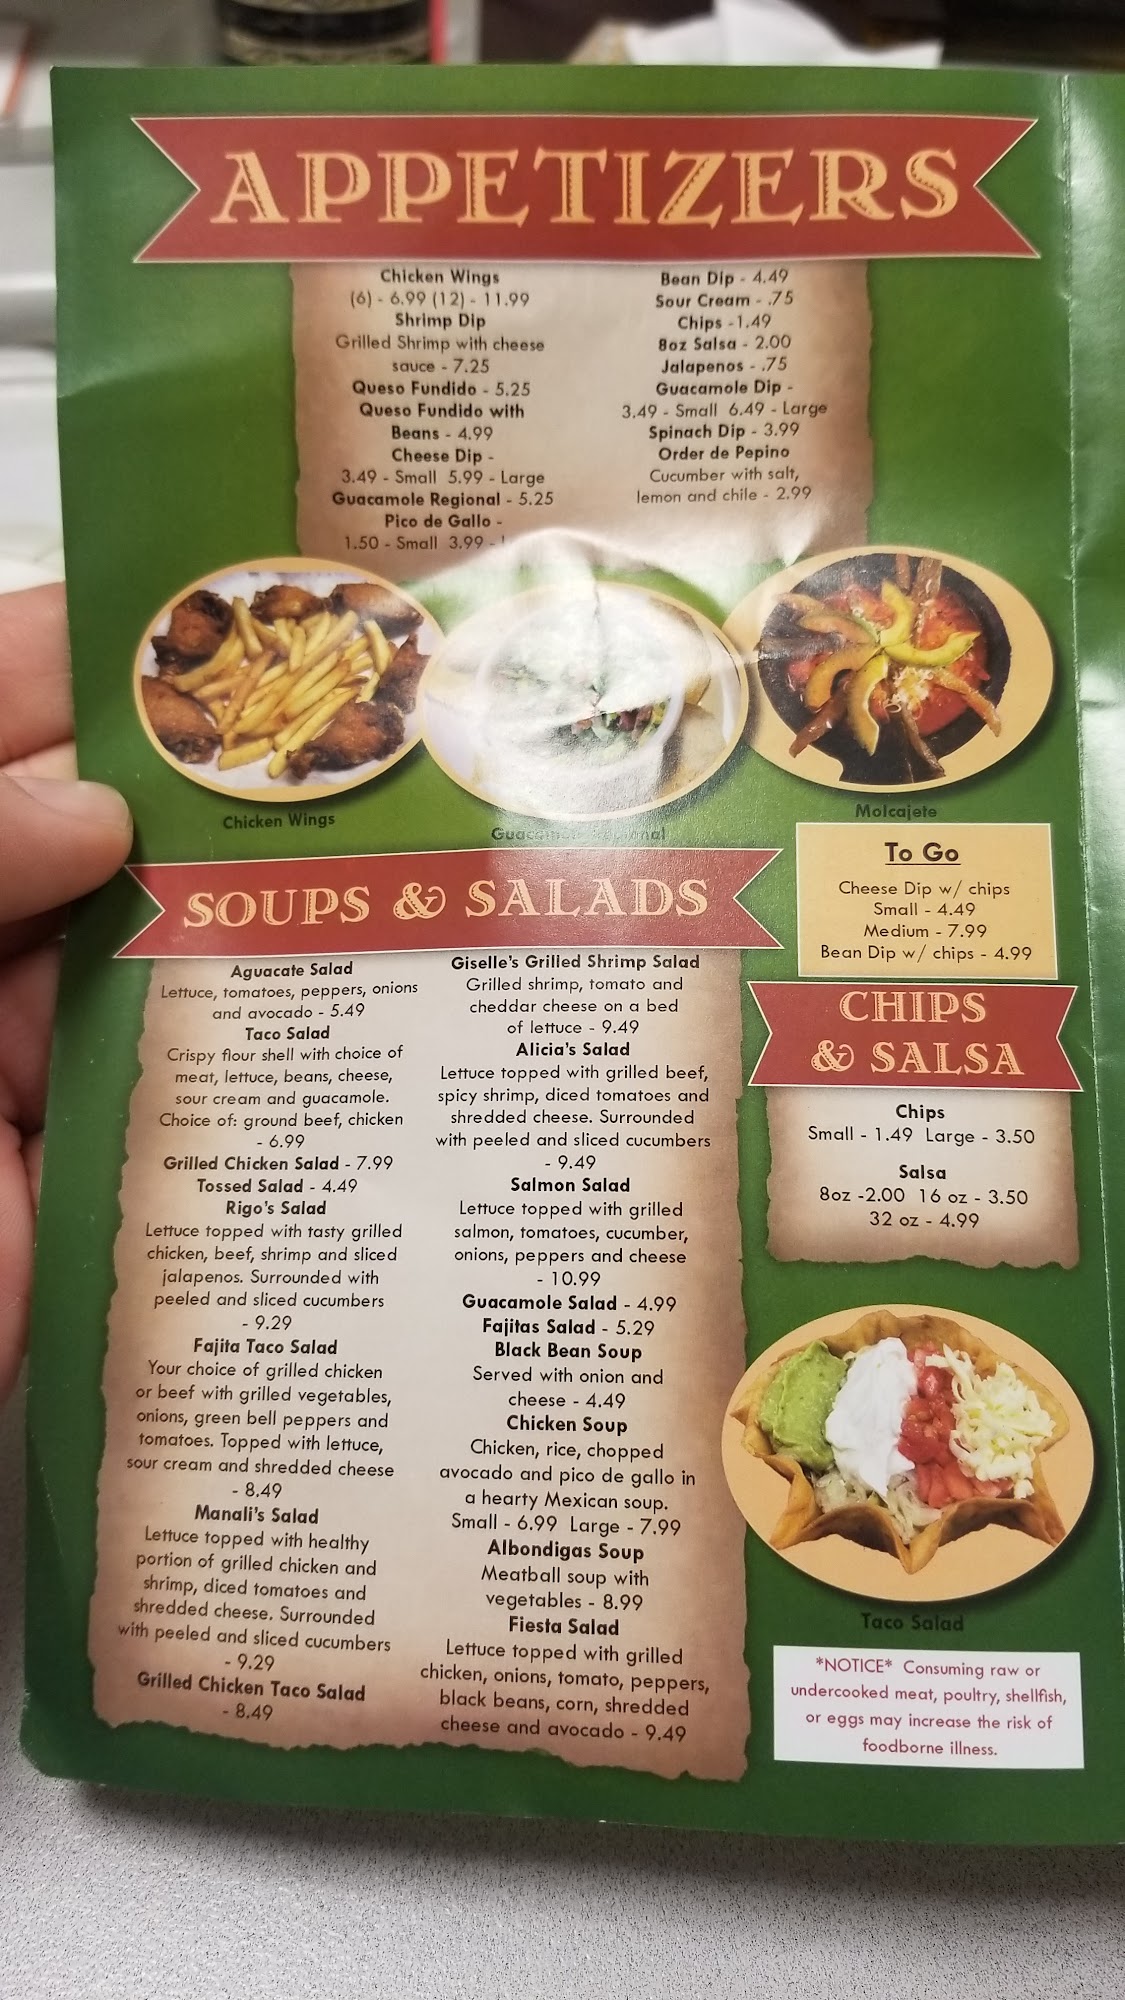 APPETIZERS
Chicken Wings
(6) - 6.99 (12) - 11.99
Shrimp Dip
Grilled Shrimp with cheese
sauce - 7.25
Queso Fundido - 5.25
Queso Fundido with
Beans - 4.99
Cheese Dip -
3.49 - Small 5.99 - Large
Guacamole Regional - 5.25
Pico de Gallo -
1.50 - Small 3.99 -
Bean Dip - 4.49
Sour Cream - .75
Chips -1.49
8oz Salsa - 2.00
Jalapenos - .75
Guacamole Dip -
3.49 - Small 6.49 - Large
Spinach Dip - 3.99
Order de Pepino
Cucumber with salt,
lemon and chile - 2.99
Chicken Wings
Molcajete
To Go
Cheese Dip w/ chips
Small - 4.49
Medium - 7.99
Bean Dip w/ chips - 4.99
SOUPS & SALADS
Aguacate Salad
Lettuce, tomatoes, peppers, onions
and avocado - 5.49
Taco Salad
Crispy flour shell with choice of
meat, lettuce, beans, cheese,
sour cream and guacamole.
Choice of: ground beef, chicken
- 6.99
Grilled Chicken Salad - 7.99
Tossed Salad - 4.49
Rigo's Salad
Lettuce topped with tasty grilled
chicken, beef, shrimp and sliced
jalapenos. Surrounded with
peeled and sliced cucumbers
- 9.29
Fajita Taco Salad
Your choice of grilled chicken
or beef with grilled vegetables,
onions, green bell peppers and
tomatoes. Topped with lettuce,
sour cream and shredded cheese
- 8.49
Manali's Salad
Lettuce topped with healthy
portion of grilled chicken and
shrimp, diced tomatoes and
shredded cheese. Surrounded
with peeled and sliced cucumbers
- 9.29
Grilled Chicken Taco Salad
- 8.49
Giselle's Grilled Shrimp Salad
Grilled shrimp, tomato and
cheddar cheese on a bed
of lettuce - 9.49
Alicia's Salad
Lettuce topped with grilled beef,
spicy shrimp, diced tomatoes and
shredded cheese. Surrounded
with peeled and sliced cucumbers
- 9.49
Salmon Salad
Lettuce topped with grilled
salmon, tomatoes, cucumber,
onions, peppers and cheese
- 10.99
Guacamole Salad - 4.99
Fajitas Salad - 5.29
Black Bean Soup
Served with onion and
cheese - 4.49
Chicken Soup
Chicken, rice, chopped
avocado and pico de gallo in
a hearty Mexican soup.
Small - 6.99 Large - 7.99
Albondigas Soup
Meatball soup with
vegetables - 8.99
Fiesta Salad
Lettuce topped with grilled
chicken, onions, tomato, peppers,
black beans, corn, shredded
cheese and avocado - 9.49
CHIPS
& SALSA
Chips
Small - 1.49 Large - 3.50
Salsa
8oz -2.00 16 oz - 3.50
32 oz - 4.99
Taco Salad
*NOTICE* Consuming raw or
undercooked meat, poultry, shellfish,
or eggs may increase the risk of
foodborne illness.